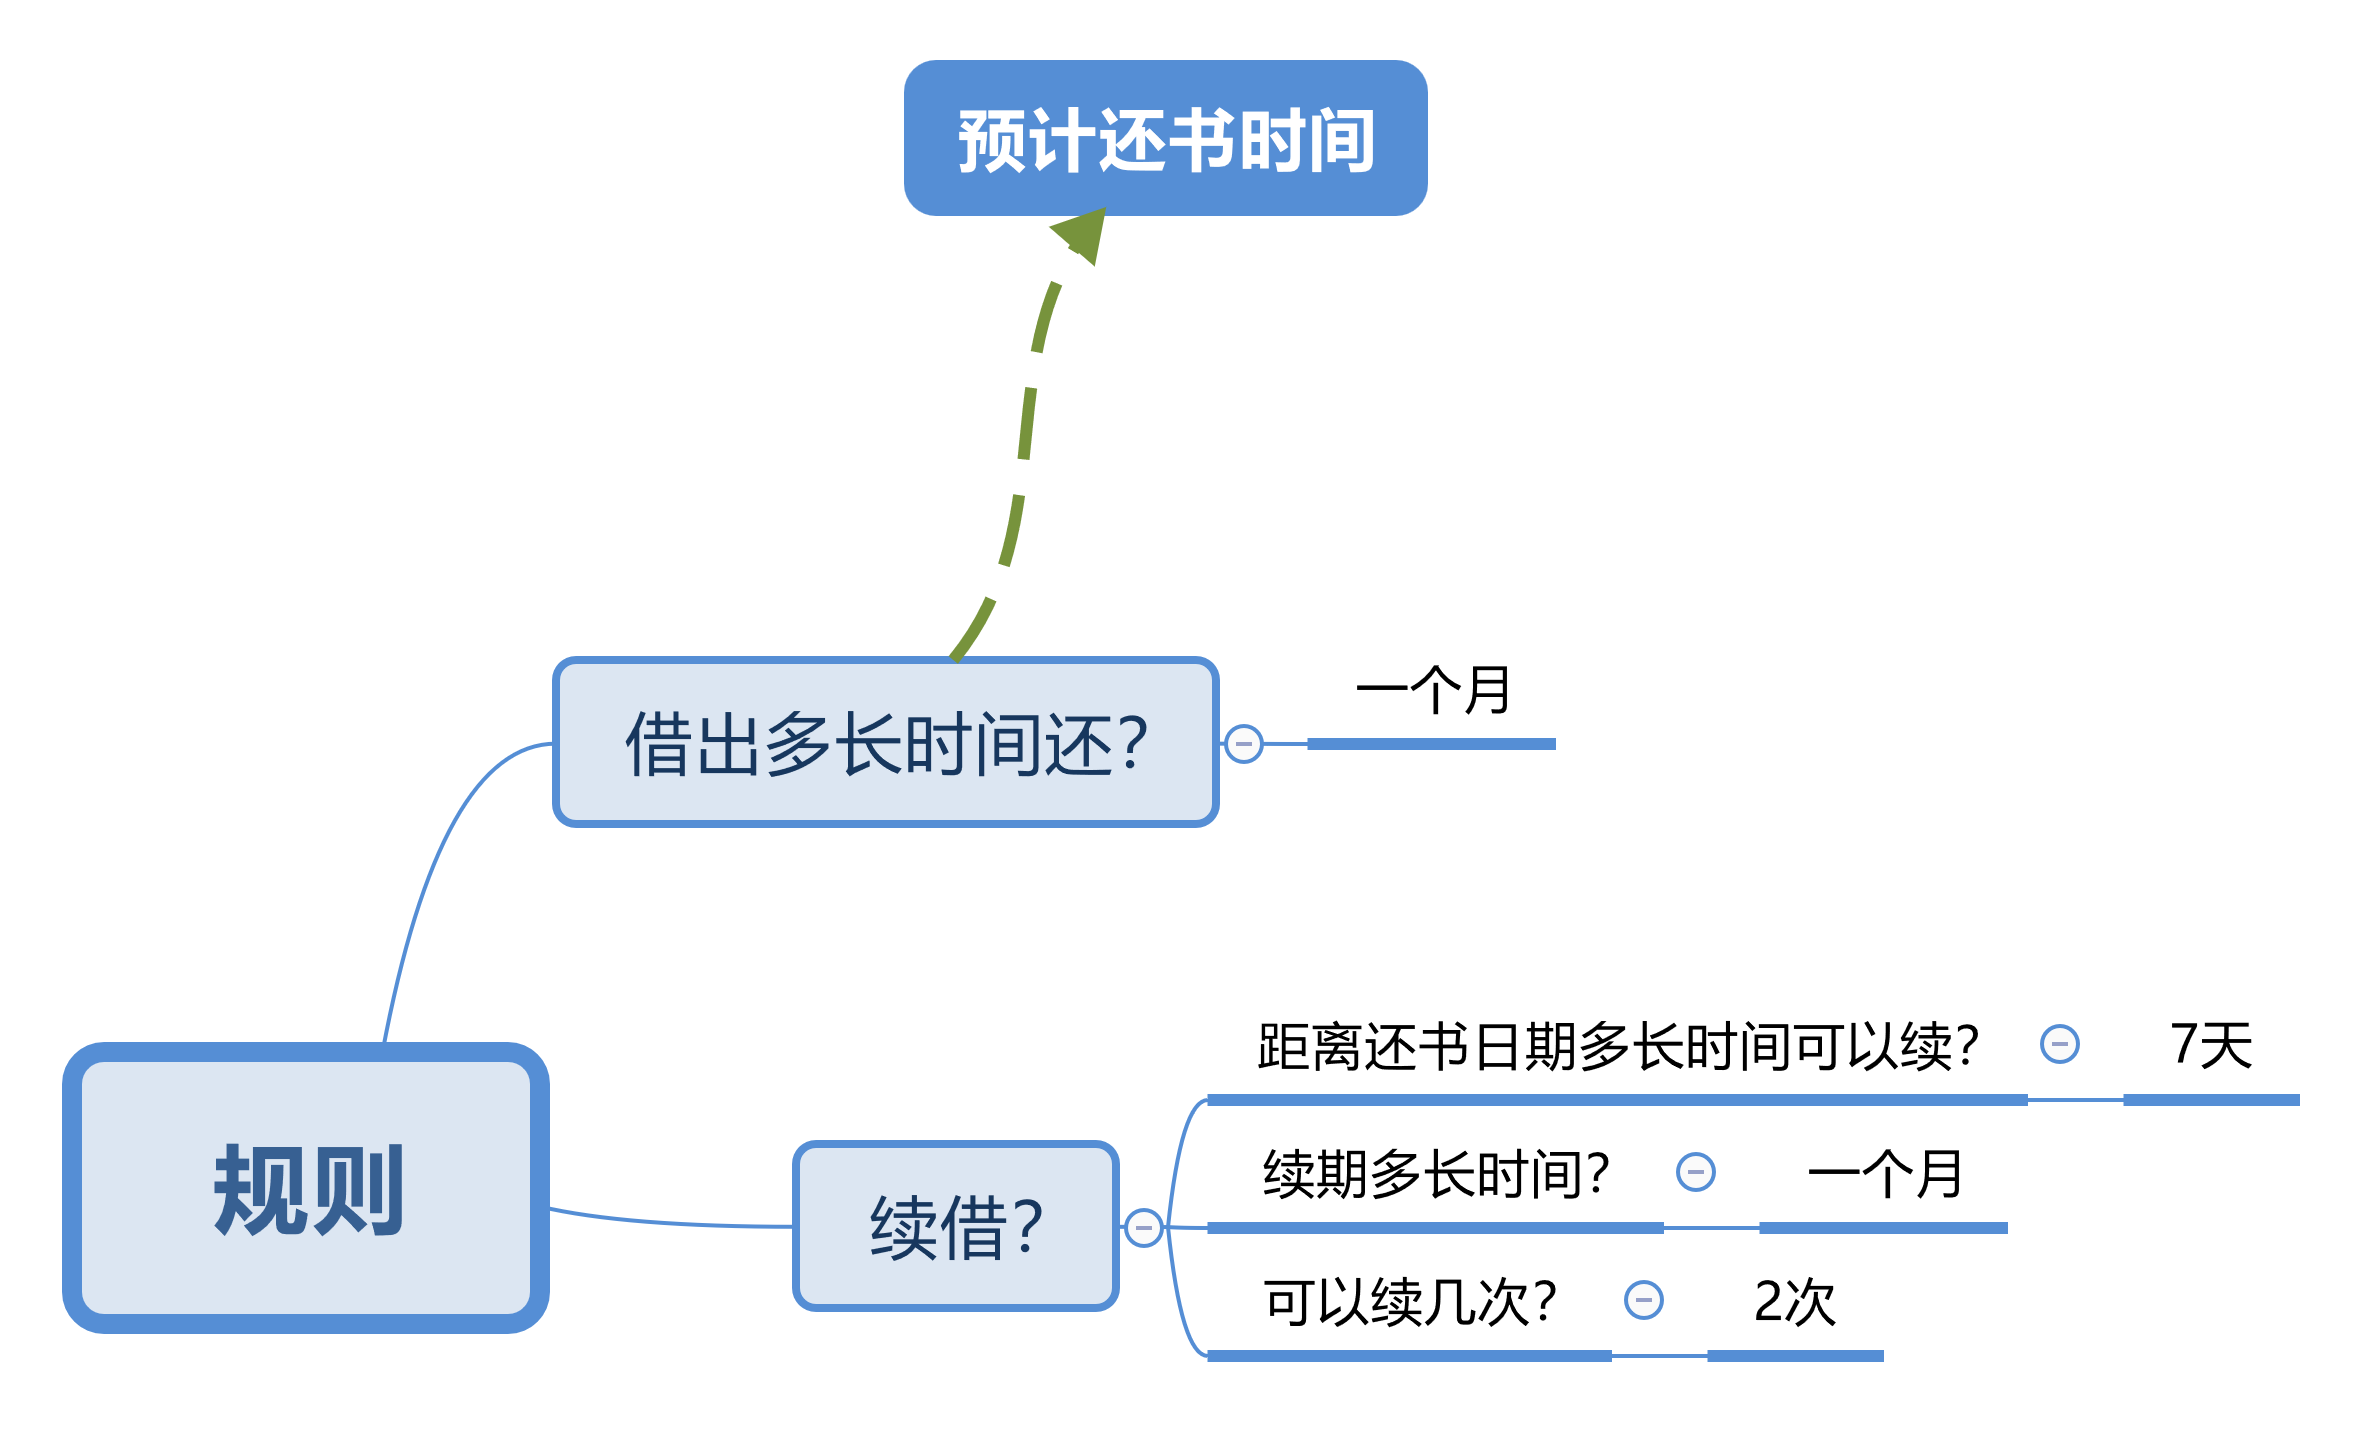 预计还书时间
借出多长时间还？
一个月
规则
续借？
距离还书日期多长时间可以续？
7天
续期多长时间？
一个月
可以续几次？
2次